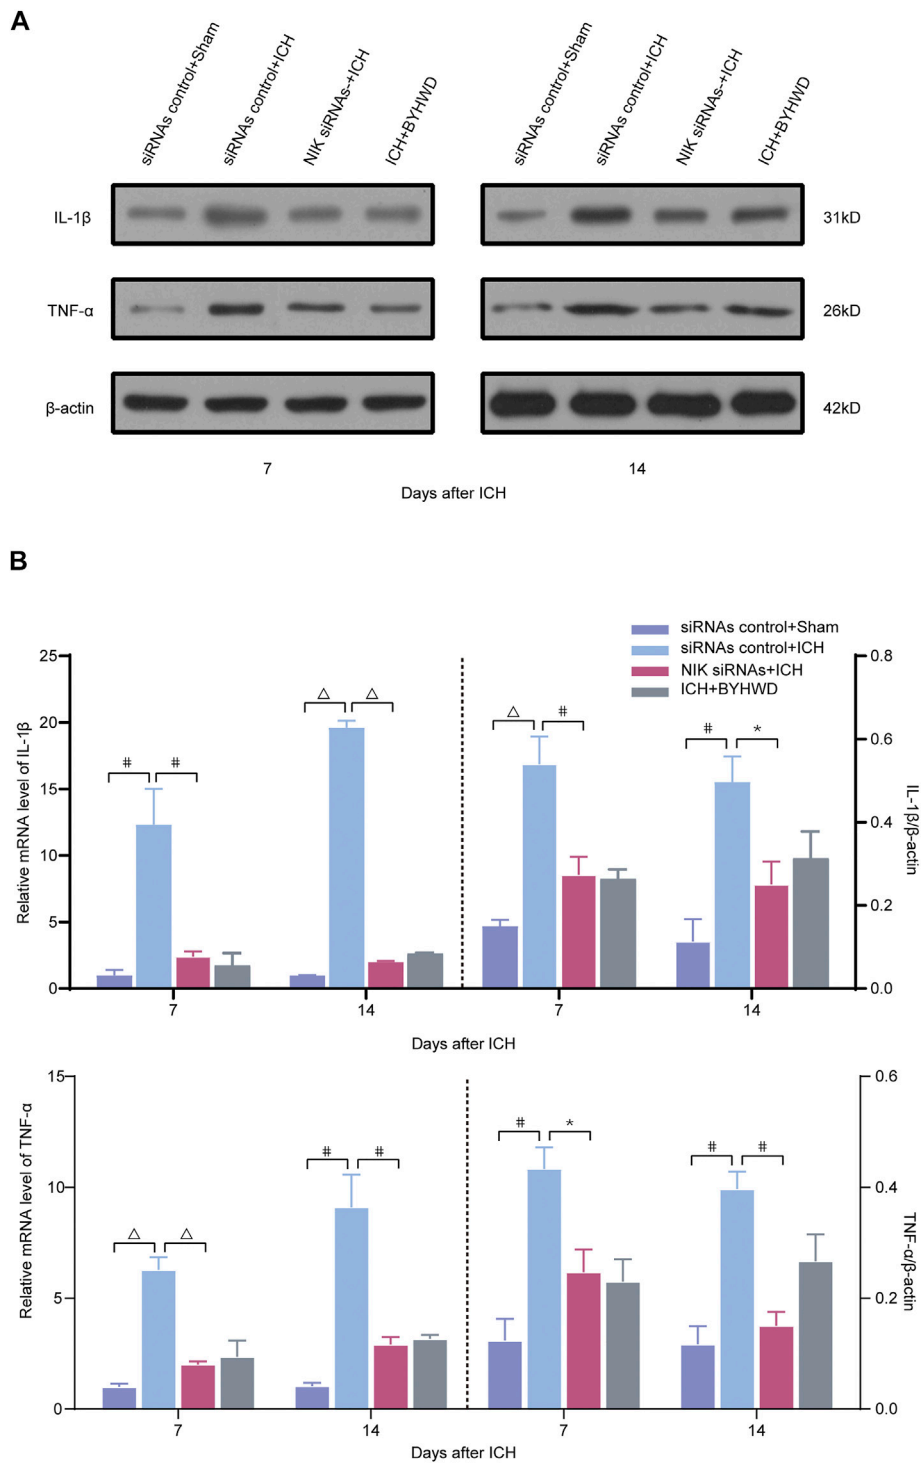 A
siRNAs control+Sham
siRNAs control+ICH
NIK siRNAs-+ICH
ICH+BYHWD
siRNAs control+Sham
siRNAs control+ICH
NIK siRNAs+ICH
ICH+BYHWD
IL-1β
31kD
TNF-α
26kD
β-actin
42kD
7
14
Days after ICH
B
siRNAs control+Sham
siRNAs control+ICH
NIK siRNAs+ICH
ICH+BYHWD
Relative mRNA level of IL-1β
25
20
15
10
5
0
# #
△ △
△ #
# *
0.8
0.6
0.4
0.2
0.0
IL-1β/β-actin
7 14 7 14
Days after ICH
Relative mRNA level of TNF-α
15
10
5
0
△ △
# #
# *
# #
0.6
0.4
0.2
0.0
TNF-α/β-actin
7 14 7 14
Days after ICH